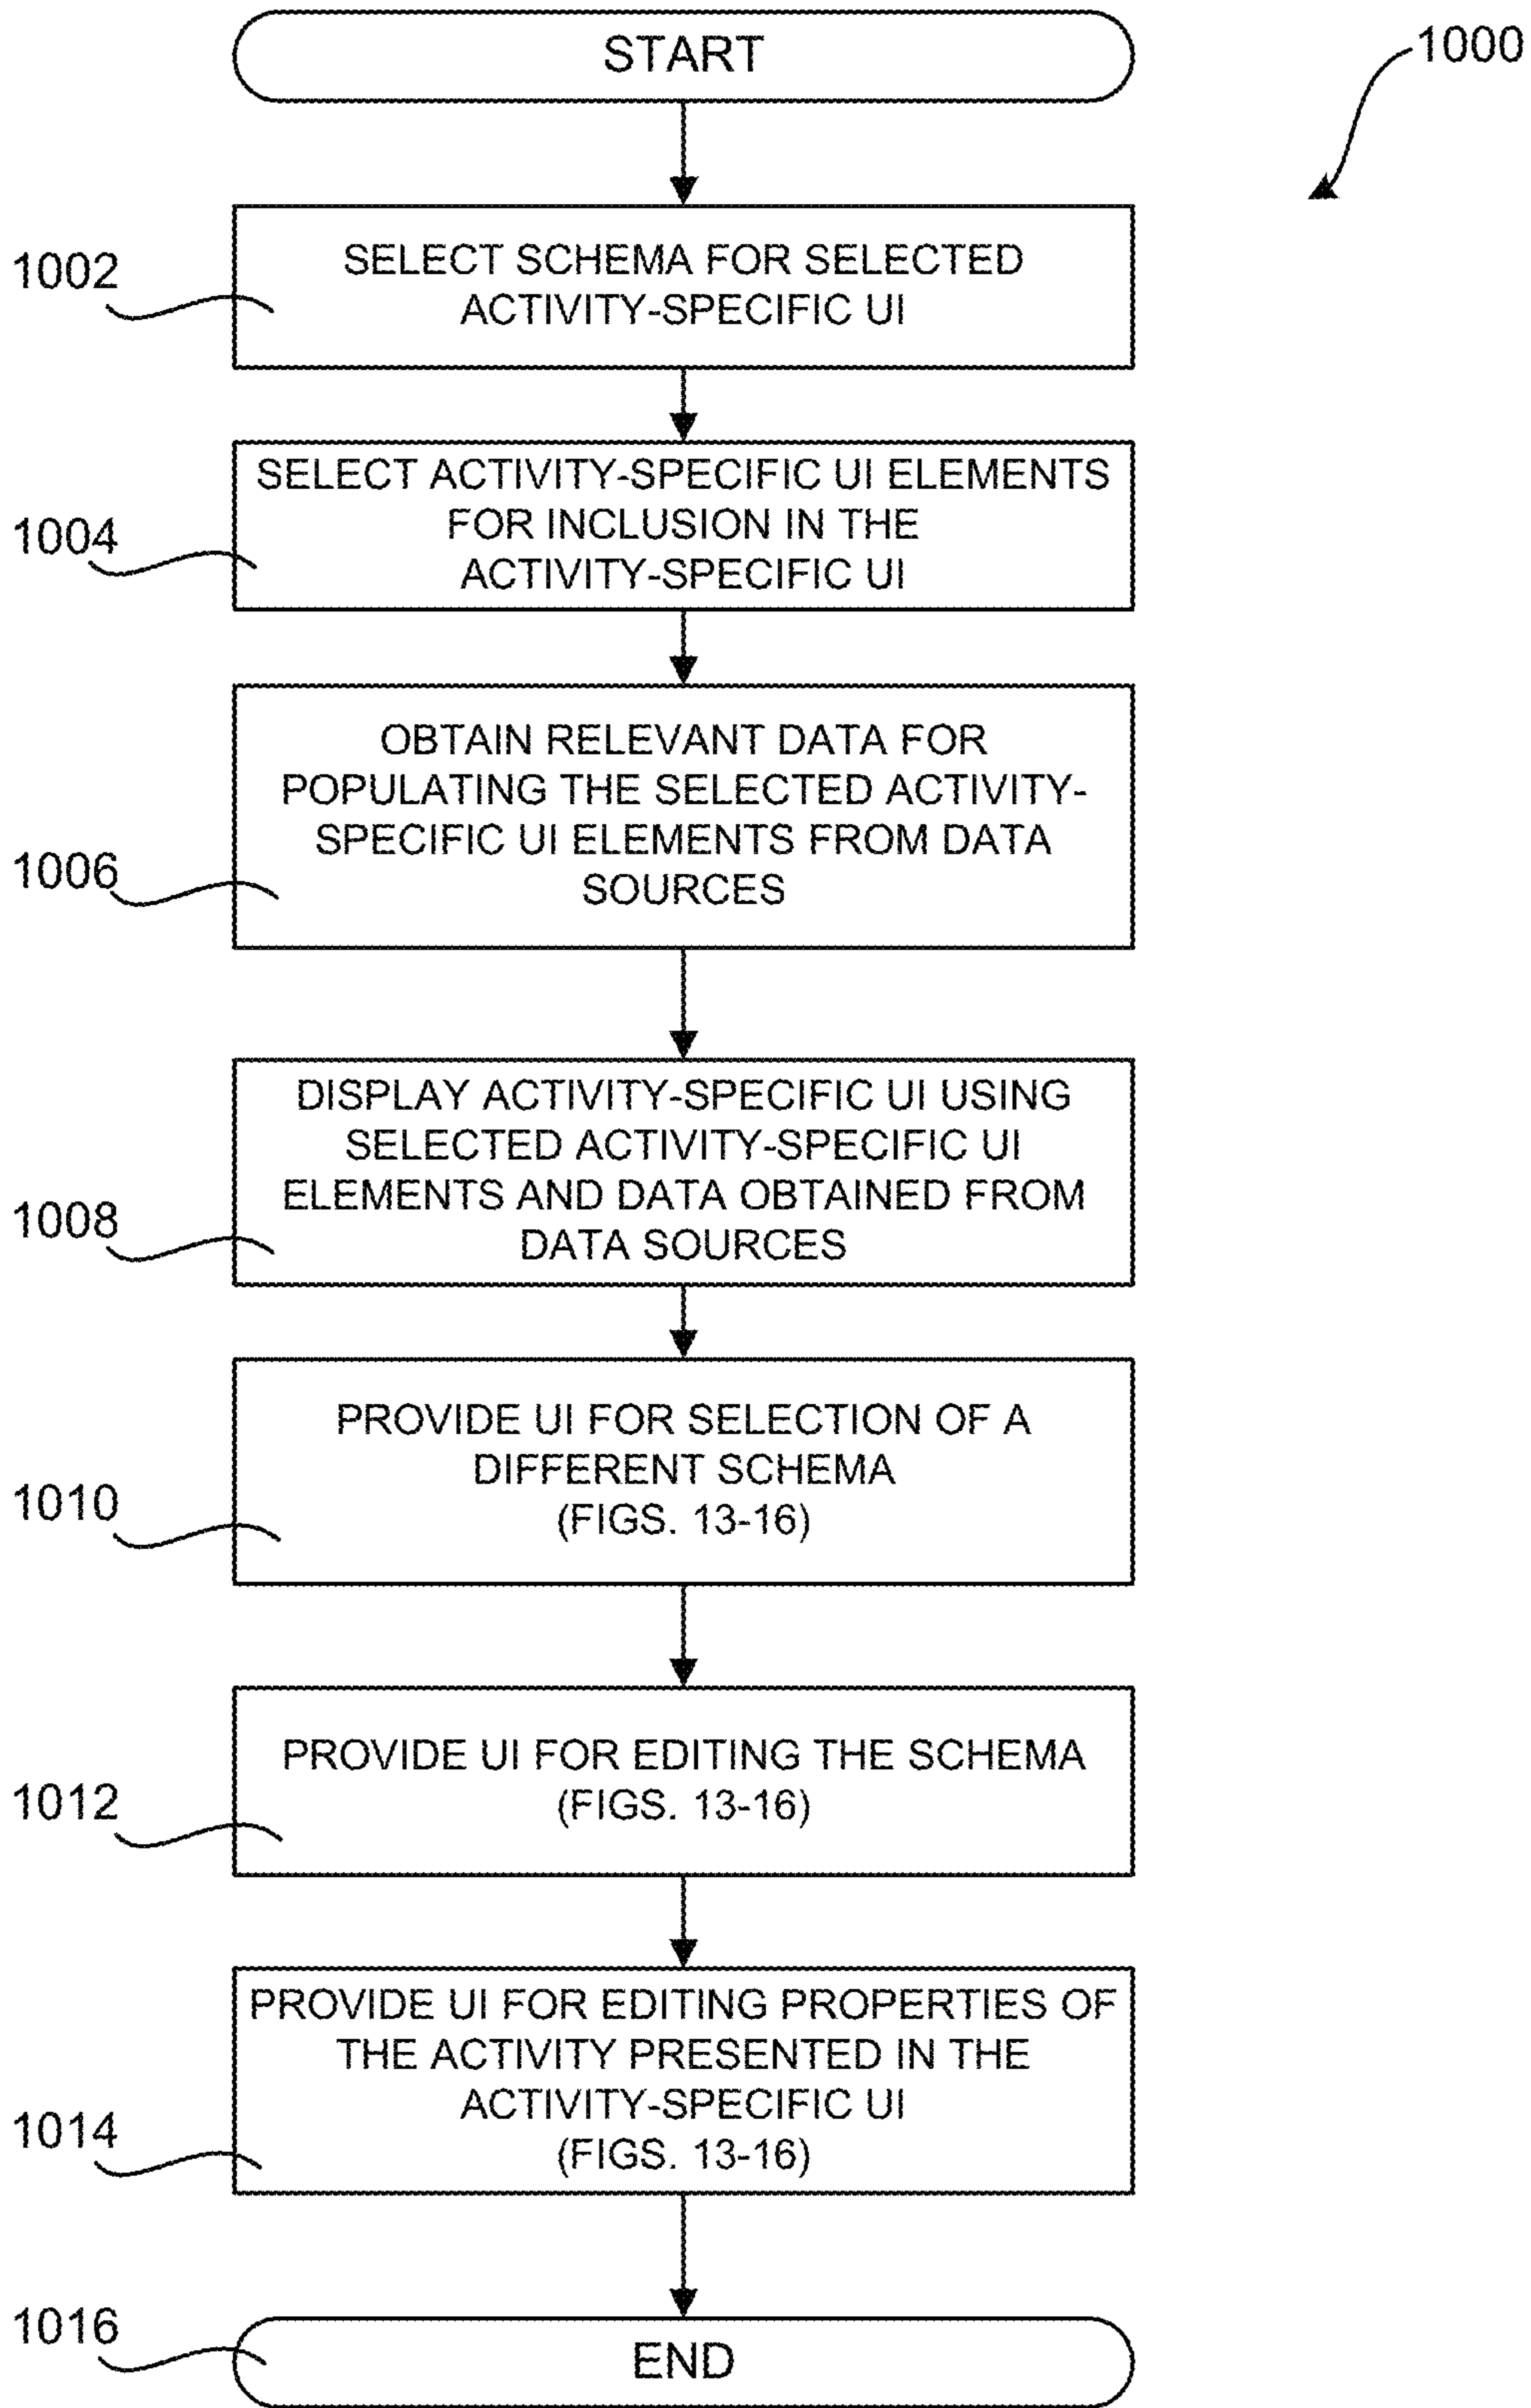 START
1000
1002
SELECT SCHEMA FOR SELECTED
ACTIVITY-SPECIFIC UI
1004
SELECT ACTIVITY-SPECIFIC UI ELEMENTS
FOR INCLUSION IN THE
ACTIVITY-SPECIFIC UI
1006
OBTAIN RELEVANT DATA FOR
POPULATING THE SELECTED ACTIVITY-
SPECIFIC UI ELEMENTS FROM DATA
SOURCES
1008
DISPLAY ACTIVITY-SPECIFIC UI USING
SELECTED ACTIVITY-SPECIFIC UI
ELEMENTS AND DATA OBTAINED FROM
DATA SOURCES
1010
PROVIDE UI FOR SELECTION OF A
DIFFERENT SCHEMA
(FIGS. 13-16)
1012
PROVIDE UI FOR EDITING THE SCHEMA
(FIGS. 13-16)
1014
PROVIDE UI FOR EDITING PROPERTIES OF
THE ACTIVITY PRESENTED IN THE
ACTIVITY-SPECIFIC UI
(FIGS. 13-16)
1016
END